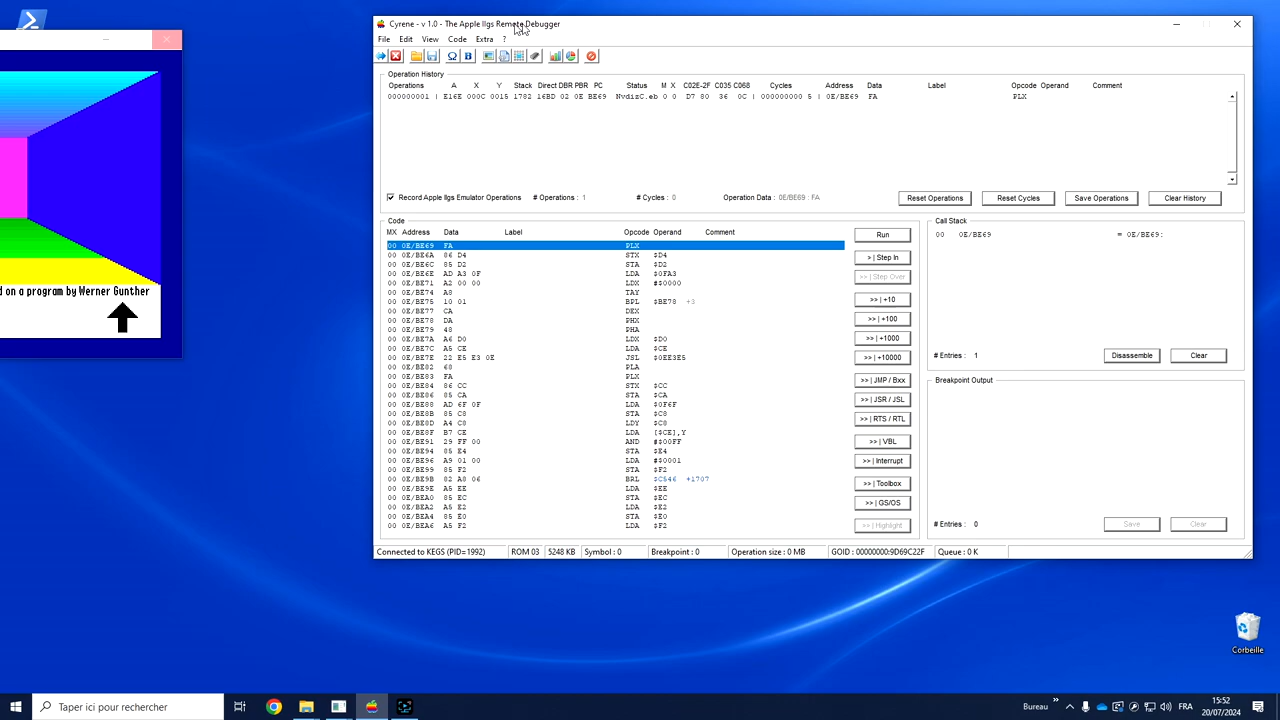 Cyrene - v 1.0 - The Apple IIgs Remote Debugger
File Edit View Code Extra ?
Operation History
Operations A X Y Stack Direct DBR PBR PC Status M X C02E-2F C035 C068 Cycles Address Data Label Opcode Operand Comment
000000001 | E16E 000C 0015 1782 16BD 02 0E BE69 NvdizC.eb 0 0 D7 80 36 0C | 000000000 5 | 0E/BE69 FA PLX
Record Apple IIgs Emulator Operations # Operations : 1 # Cycles : 0 Operation Data : 0E/BE69 : FA Reset Operations Reset Cycles Save Operations Clear History
Code
MX Address Data Label Opcode Operand Comment
00 0E/BE69 FA PLX
00 0E/BE6A 86 D4 STX $D4
00 0E/BE6C 85 D2 STA $D2
00 0E/BE6E AD A3 0F LDA $0FA3
00 0E/BE71 A2 00 00 LDX #$0000
00 0E/BE74 A8 TAY
00 0E/BE75 10 01 BPL $BE78 +3
00 0E/BE77 CA DEX
00 0E/BE78 DA PHX
00 0E/BE79 48 PHA
00 0E/BE7A A6 D0 LDX $D0
00 0E/BE7C A5 CE LDA $CE
00 0E/BE7E 22 E5 E3 0E JSL $0EE3E5
00 0E/BE82 68 PLA
00 0E/BE83 FA PLX
00 0E/BE84 86 CC STX $CC
00 0E/BE86 85 CA STA $CA
00 0E/BE88 AD 6F 0F LDA $0F6F
00 0E/BE8B 85 C8 STA $C8
00 0E/BE8D A4 C8 LDY $C8
00 0E/BE8F B7 CE LDA [$CE],Y
00 0E/BE91 29 FF 00 AND #$00FF
00 0E/BE94 85 E4 STA $E4
00 0E/BE96 A9 01 00 LDA #$0001
00 0E/BE99 85 F2 STA $F2
00 0E/BE9B 82 A8 06 BRL $C546 +1707
00 0E/BE9E A5 EE LDA $EE
00 0E/BEA0 85 EC STA $EC
00 0E/BEA2 A5 E2 LDA $E2
00 0E/BEA4 85 E0 STA $E0
00 0E/BEA6 A5 F2 LDA $F2
Run
> | Step In
>> | Step Over
>> | +10
>> | +100
>> | +1000
>> | +10000
>> | JMP / Bxx
>> | JSR / JSL
>> | RTS / RTL
>> | VBL
>> | Interrupt
>> | Toolbox
>> | GS/OS
>> | Highlight
Call Stack
00 0E/BE69 = 0E/BE69:
# Entries : 1 Disassemble Clear
Breakpoint Output
# Entries : 0 Save Clear
Connected to KEGS (PID=1992) ROM 03 5248 KB Symbol : 0 Breakpoint : 0 Operation size : 0 MB GOID : 00000000:9D69C22F Queue : 0 K
d on a program by Werner Gunther
Corbeille
Taper ici pour rechercher
Bureau
FRA
15:52
20/07/2024